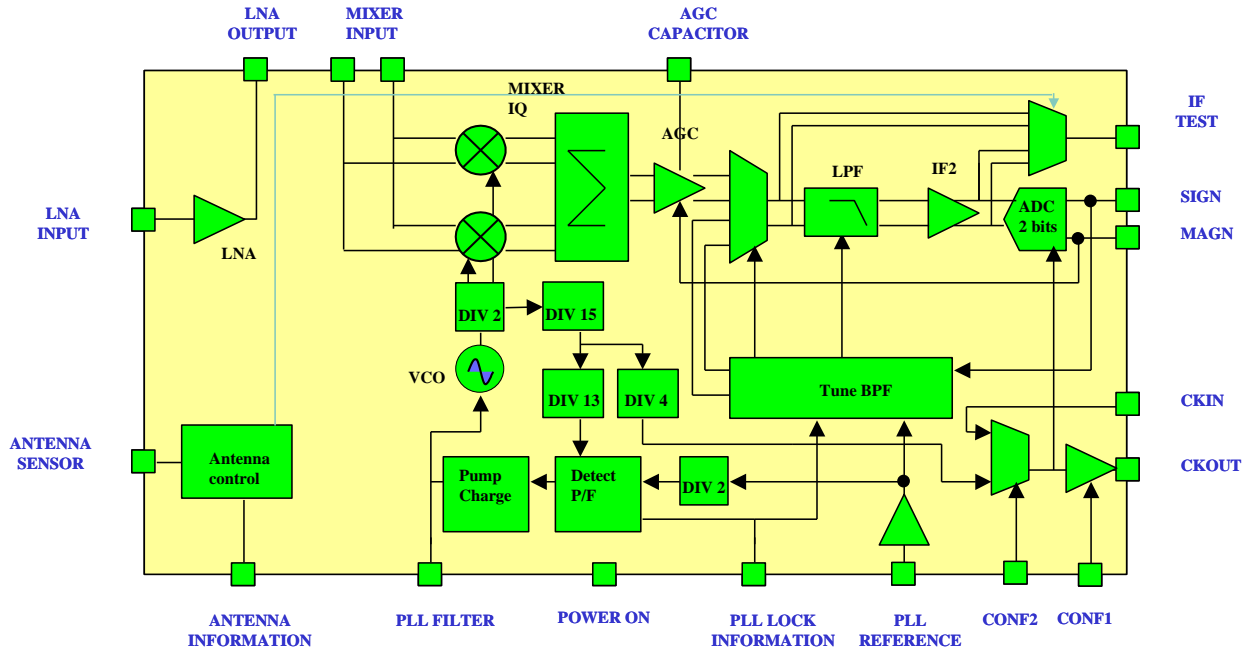 LNA
OUTPUT
MIXER
INPUT
AGC
CAPACITOR
MIXER
IQ
AGC
LPF
IF2
IF
TEST
SIGN
MAGN
ADC
2 bits
LNA
INPUT
LNA
DIV 2
DIV 15
VCO
DIV 13
DIV 4
Tune BPF
CKIN
CKOUT
ANTENNA
SENSOR
Antenna
control
Pump
Charge
Detect
P/F
DIV 2
ANTENNA
INFORMATION
PLL FILTER
POWER ON
PLL LOCK
INFORMATION
PLL
REFERENCE
CONF2
CONF1